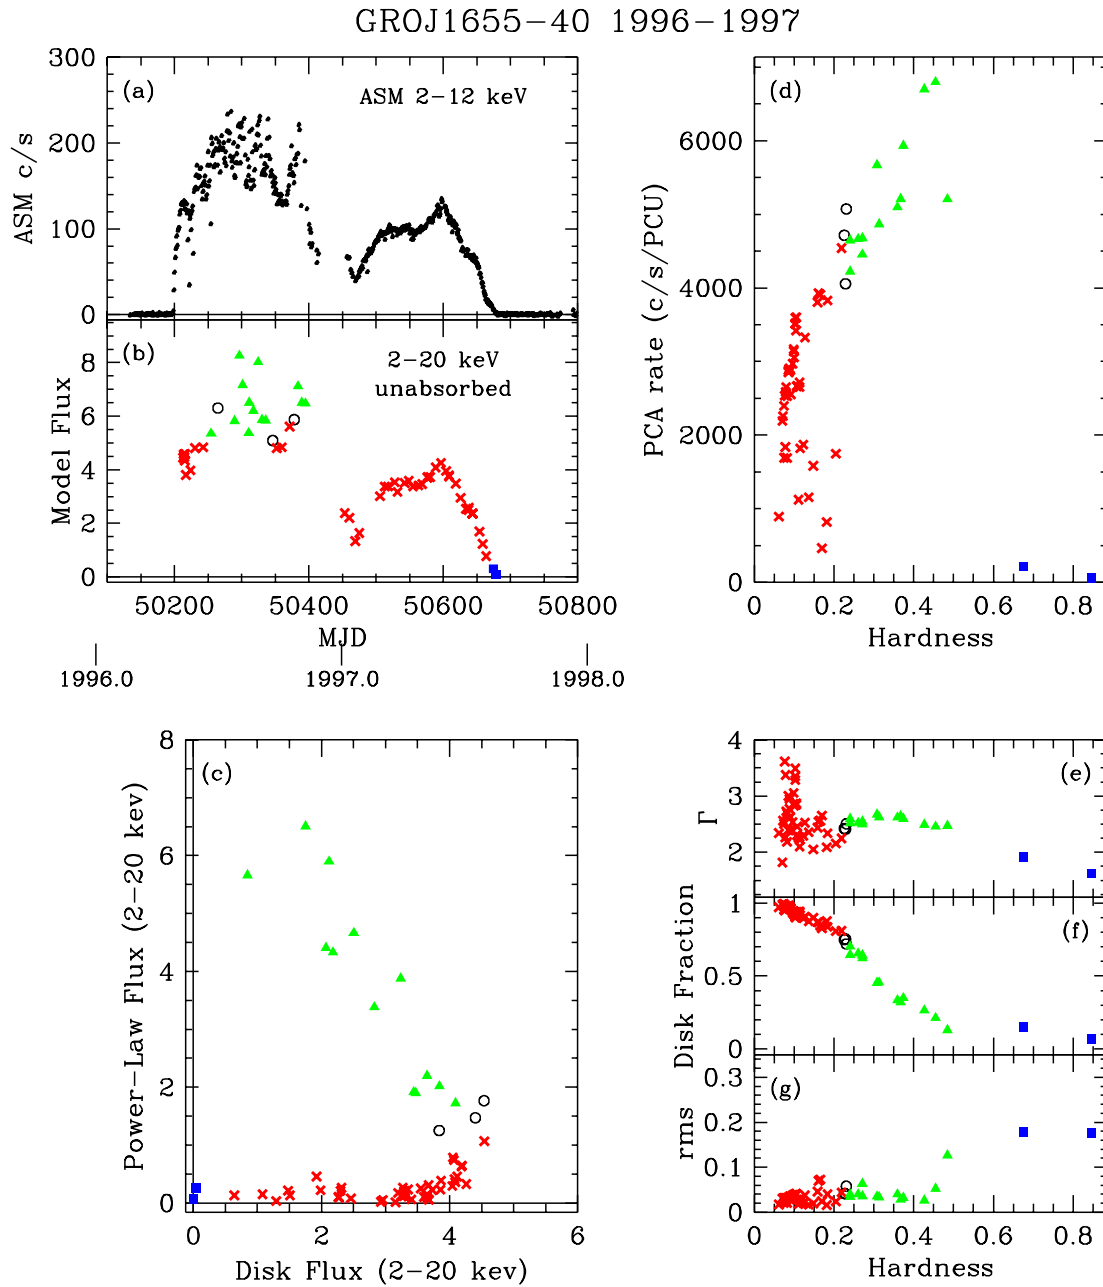 GROJ1655−40 1996−1997
300
200
100
0
ASM c/s
(a)
ASM 2−12 keV
8
6
4
2
0
Model Flux
(b)
2−20 keV
unabsorbed
50200 50400 50600 50800
MJD
1996.0 1997.0 1998.0
6000
4000
2000
0
PCA rate (c/s/PCU)
(d)
0 0.2 0.4 0.6 0.8
Hardness
8
6
4
2
0
Power−Law Flux (2−20 kev)
(c)
0 2 4 6
Disk Flux (2−20 kev)
4
3
2
Γ
(e)
1
0.5
0
Disk Fraction
(f)
0.3
0.2
0.1
0
rms
(g)
0 0.2 0.4 0.6 0.8
Hardness